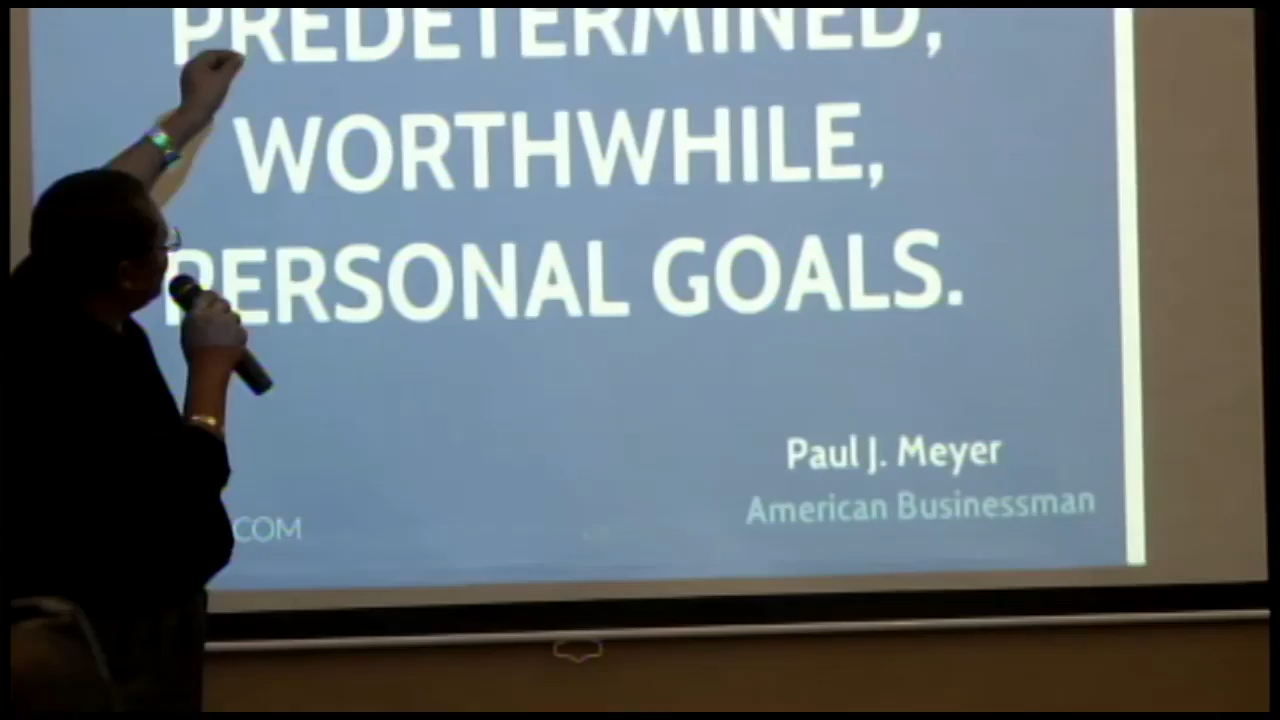 PREDETERMINED,
WORTHWHILE,
PERSONAL GOALS.
Paul J. Meyer
American Businessman
.COM